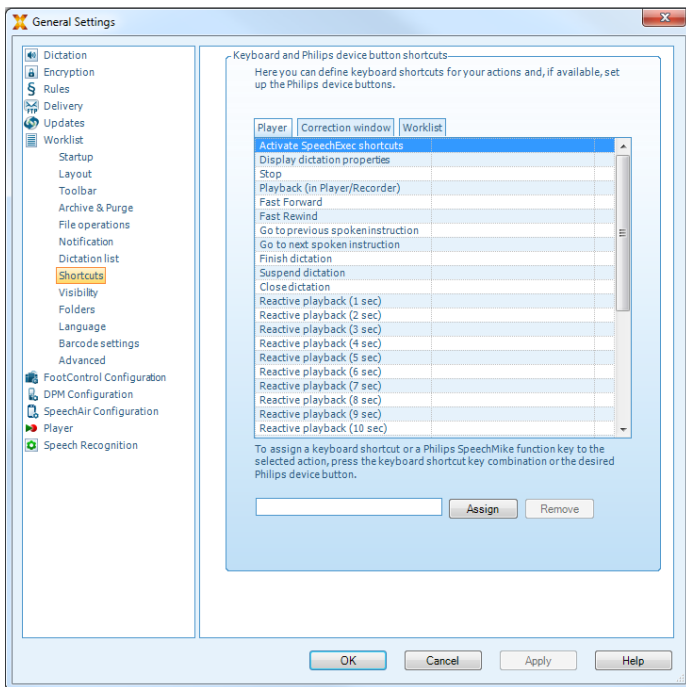 General Settings
Dictation
Encryption
Rules
Delivery
Updates
Worklist
Startup
Layout
Toolbar
Archive & Purge
File operations
Notification
Dictation list
Shortcuts
Visibility
Folders
Language
Barcode settings
Advanced
FootControl Configuration
DPM Configuration
SpeechAir Configuration
Player
Speech Recognition
Keyboard and Philips device button shortcuts
Here you can define keyboard shortcuts for your actions and, if available, set
up the Philips device buttons.
Player Correction window Worklist
Activate SpeechExec shortcuts
Display dictation properties
Stop
Playback (in Player/Recorder)
Fast Forward
Fast Rewind
Go to previous spoken instruction
Go to next spoken instruction
Finish dictation
Suspend dictation
Close dictation
Reactive playback (1 sec)
Reactive playback (2 sec)
Reactive playback (3 sec)
Reactive playback (4 sec)
Reactive playback (5 sec)
Reactive playback (6 sec)
Reactive playback (7 sec)
Reactive playback (8 sec)
Reactive playback (9 sec)
Reactive playback (10 sec)
To assign a keyboard shortcut or a Philips SpeechMike function key to the
selected action, press the keyboard shortcut key combination or the desired
Philips device button.
Assign Remove
OK Cancel Apply Help